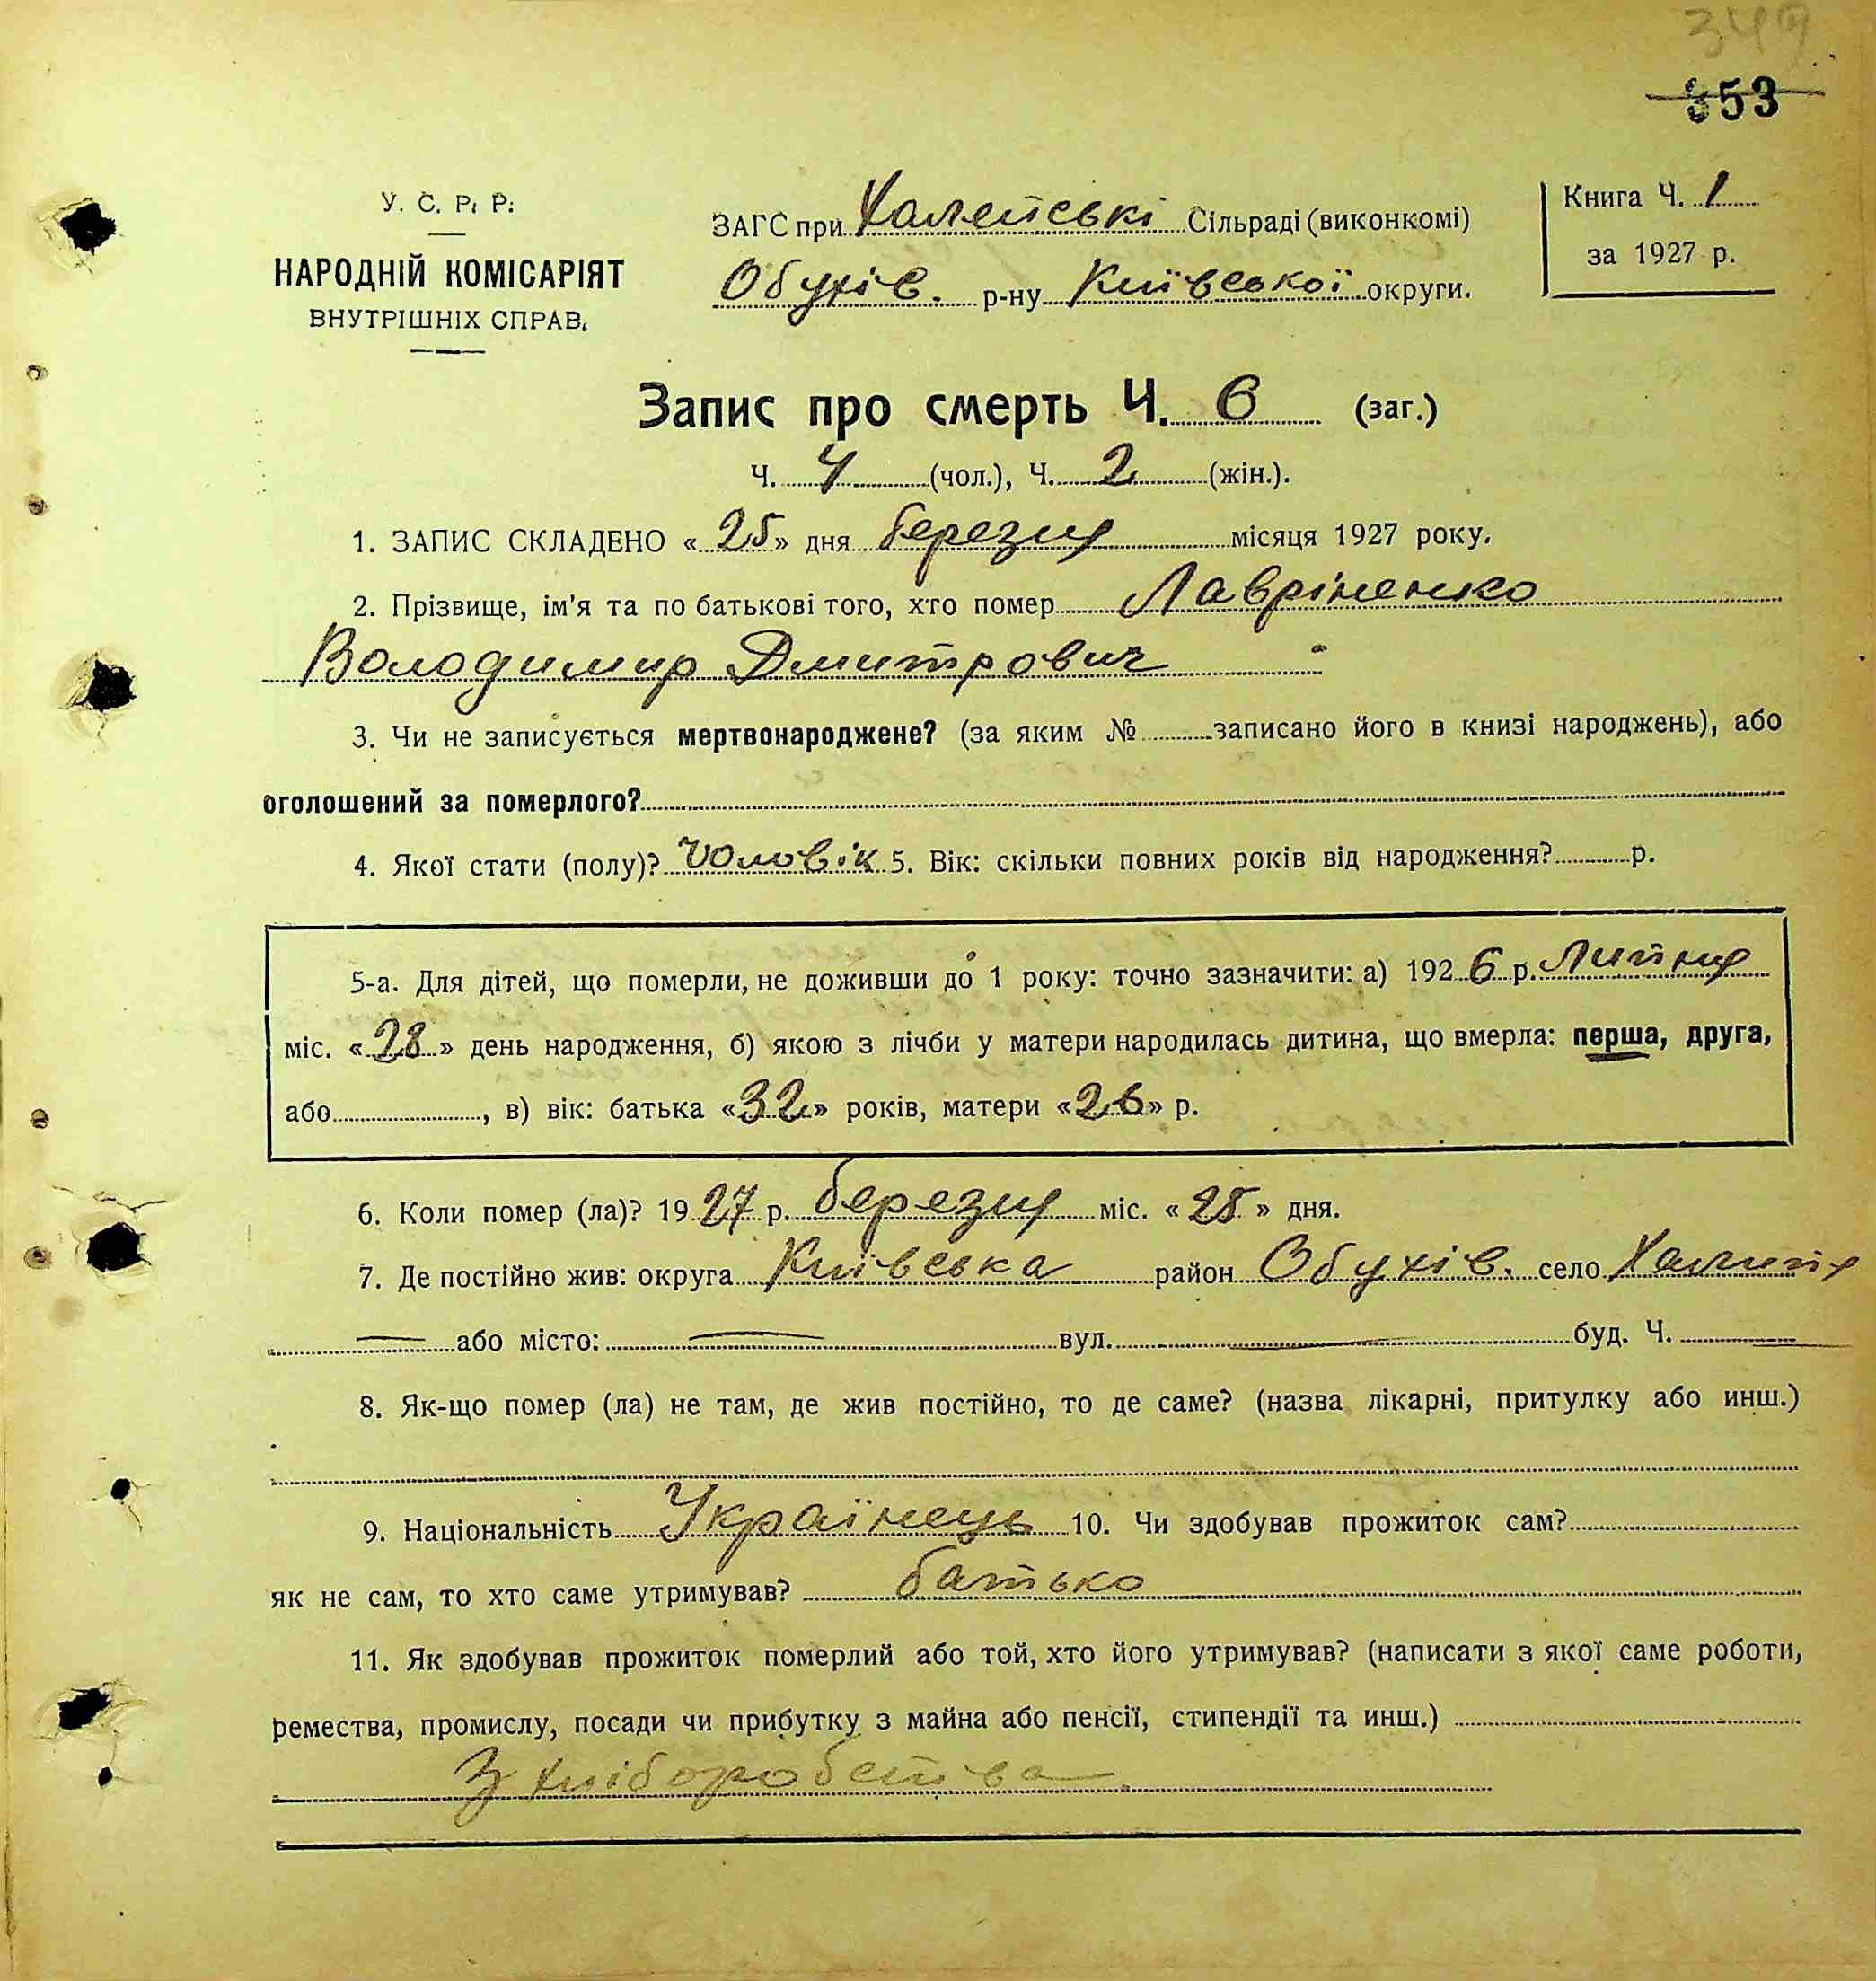 349
353
У. С. Р. Р.
НАРОДНІЙ КОМІСАРІЯТ
ВНУТРІШНІХ СПРАВ.
ЗАГС при Халепські Сільраді (виконкомі)
Обухів. р-ну Київської округи.
Книга Ч. 1
за 1927 р.
Запис про смерть Ч. 6 (заг.)
Ч. 4 (чол.), Ч. 2 (жін.).
1. ЗАПИС СКЛАДЕНО « 25 » дня березня місяця 1927 року.
2. Прізвище, ім'я та по батькові того, хто помер Лавріненко
Володимир Дмитрович
3. Чи не записується мертвонароджене? (за яким № записано його в книзі народжень), або
оголошений за померлого?
4. Якої стати (полу)? Чоловік 5. Вік: скільки повних років від народження? р.
5-а. Для дітей, що померли, не доживши до 1 року: точно зазначити: а) 1926 р. Липня
міс. « 28 » день народження, б) якою з лічби у матери народилась дитина, що вмерла: перша, друга,
або , в) вік: батька « 32 » років, матери « 26 » р.
6. Коли помер (ла)? 1927 р. березня міс. « 25 » дня.
7. Де постійно жив: округа Київська район Обухів. село Халипя
або місто: вул. буд. Ч.
8. Як-що помер (ла) не там, де жив постійно, то де саме? (назва лікарні, притулку або инш.)
9. Національність Українець 10. Чи здобував прожиток сам?
як не сам, то хто саме утримував? батько
11. Як здобував прожиток померлий або той, хто його утримував? (написати з якої саме роботи,
ремества, промислу, посади чи прибутку з майна або пенсії, стипендії та инш.)
З хліборобства.